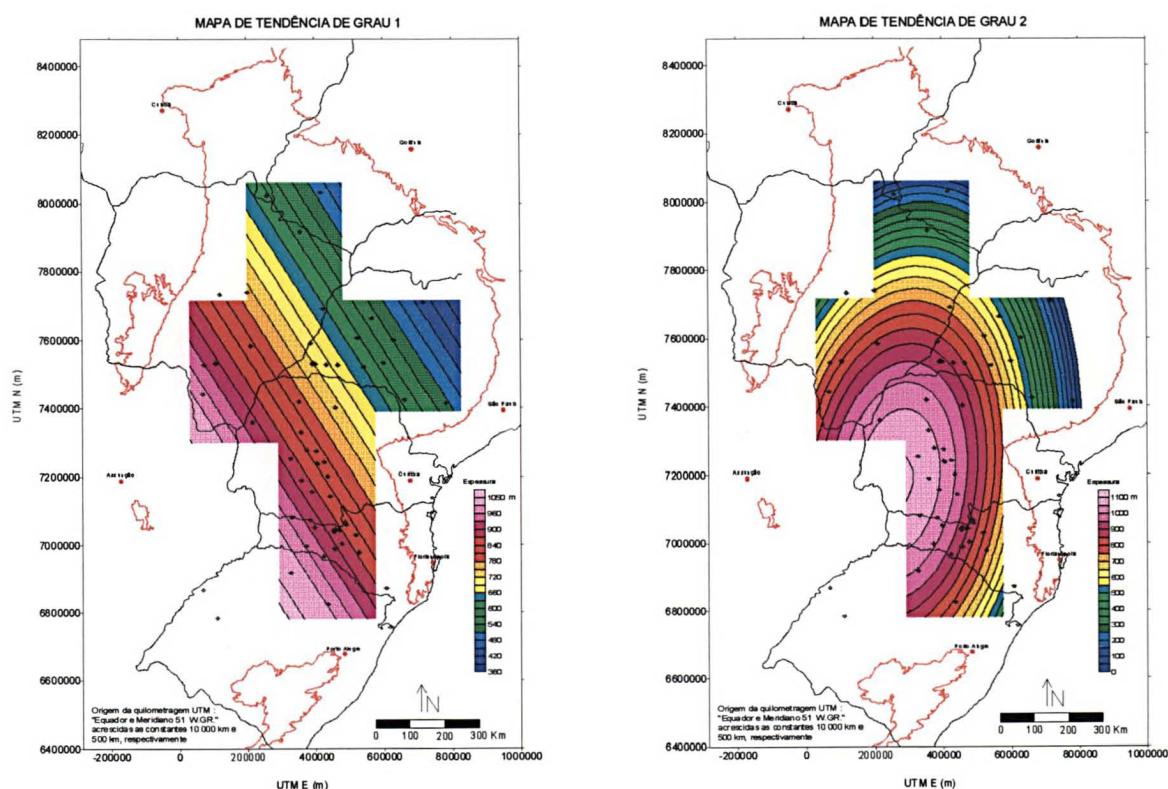 MAPA DE TENDÊNCIA DE GRAU 1
8400000
8200000
8000000
7800000
7600000
7400000
7200000
7000000
6800000
6600000
6400000
UTM N (m)
Cuiabá
Goiânia
São Paulo
Assunção
Curitiba
Florianópolis
Porto Alegre
Espessura
1050 m
960
900
840
780
720
660
600
540
480
420
360
N
0 100 200 300 Km
Origem da quilometragem UTM :
"Equador e Meridiano 51 W.GR."
acrescidas as constantes 10 000 km e
500 km, respectivamente
-200000 0 200000 400000 600000 800000 1000000
UTM E (m)
MAPA DE TENDÊNCIA DE GRAU 2
8400000
8200000
8000000
7800000
7600000
7400000
7200000
7000000
6800000
6600000
6400000
UTM N (m)
Cuiabá
Goiânia
São Paulo
Assunção
Curitiba
Florianópolis
Porto Alegre
Espessura
1100 m
1000
900
800
700
600
500
400
300
200
100
0
N
0 100 200 300 Km
Origem da quilometragem UTM :
"Equador e Meridiano 51 W.GR."
acrescidas as constantes 10 000 km e
500 km, respectivamente
-200000 0 200000 400000 600000 800000 1000000
UTM E (m)